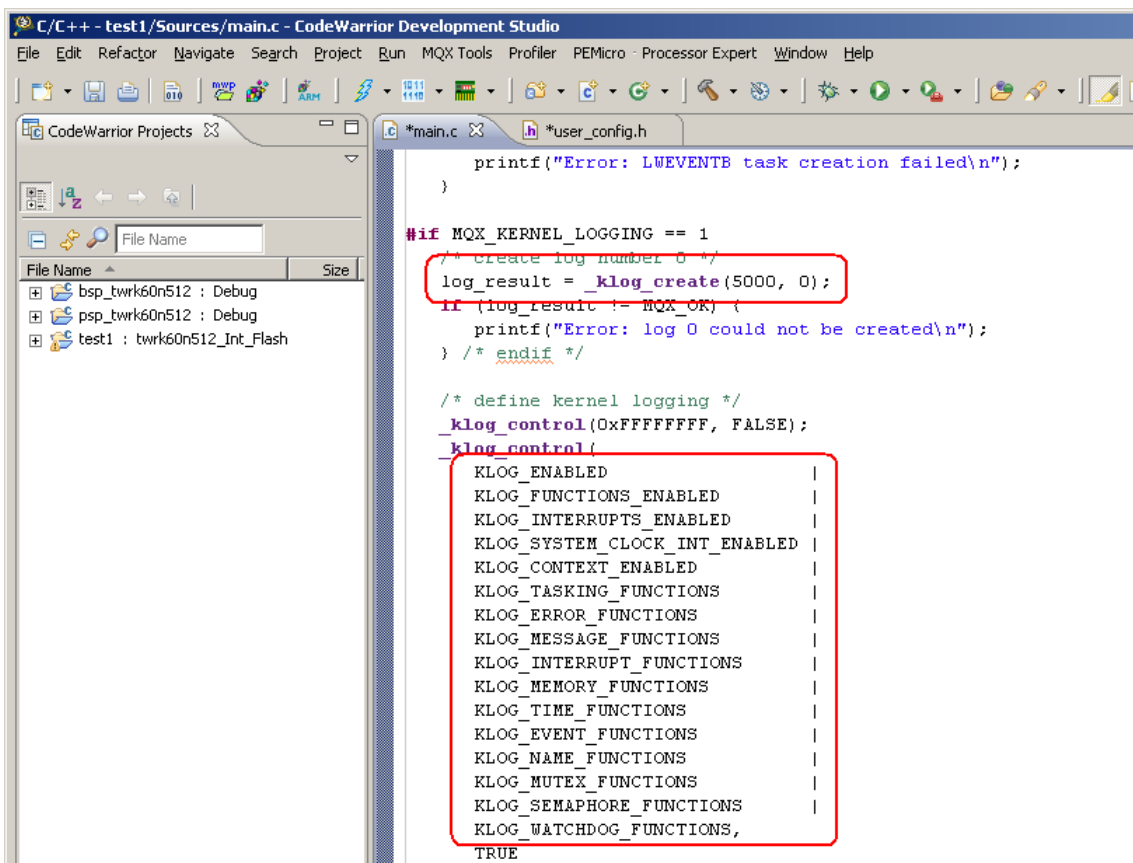 C/C++ - test1/Sources/main.c - CodeWarrior Development Studio
File Edit Refactor Navigate Search Project Run MQX Tools Profiler PEMicro Processor Expert Window Help
CodeWarrior Projects
*main.c
*user_config.h
File Name
File Name Size
bsp_twrk60n512 : Debug
psp_twrk60n512 : Debug
test1 : twrk60n512_Int_Flash
printf("Error: LWEVENTB task creation failed\n");
}
#if MQX_KERNEL_LOGGING == 1
/* create log number 0 */
log_result = _klog_create(5000, 0);
if (log_result != MQX_OK) {
printf("Error: log 0 could not be created\n");
} /* endif */
/* define kernel logging */
_klog_control(0xFFFFFFFF, FALSE);
_klog_control(
KLOG_ENABLED |
KLOG_FUNCTIONS_ENABLED |
KLOG_INTERRUPTS_ENABLED |
KLOG_SYSTEM_CLOCK_INT_ENABLED |
KLOG_CONTEXT_ENABLED |
KLOG_TASKING_FUNCTIONS |
KLOG_ERROR_FUNCTIONS |
KLOG_MESSAGE_FUNCTIONS |
KLOG_INTERRUPT_FUNCTIONS |
KLOG_MEMORY_FUNCTIONS |
KLOG_TIME_FUNCTIONS |
KLOG_EVENT_FUNCTIONS |
KLOG_NAME_FUNCTIONS |
KLOG_MUTEX_FUNCTIONS |
KLOG_SEMAPHORE_FUNCTIONS |
KLOG_WATCHDOG_FUNCTIONS,
TRUE